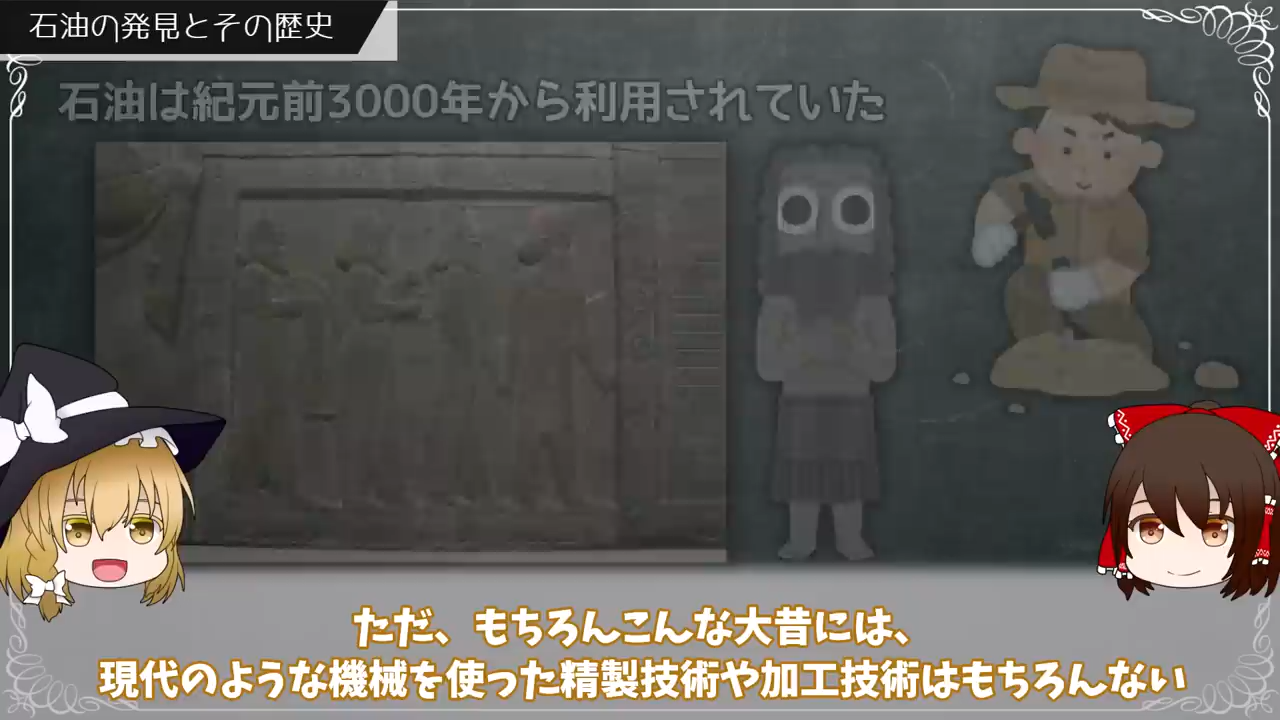 石油の発見とその歴史
石油は紀元前3000年から利用されていた
ただ、もちろんこんな大昔には、
現代のような機械を使った精製技術や加工技術はもちろんない